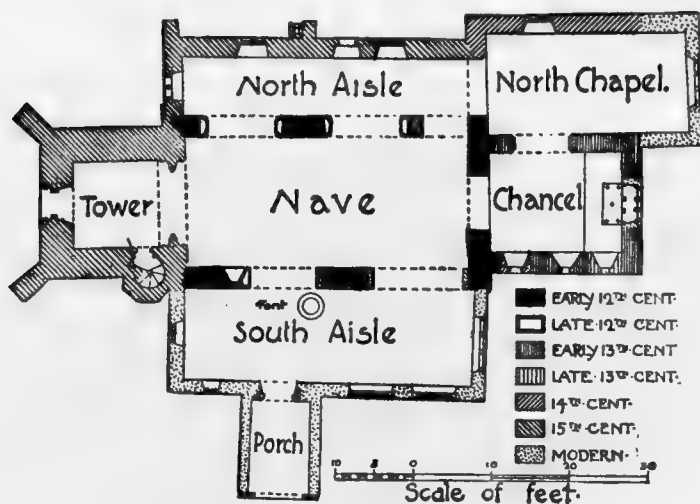 North Aisle
North Chapel.
Tower
Nave
Chancel
Font
South Aisle
Porch
EARLY 12TH CENT.
LATE 12TH CENT.
EARLY 13TH CENT
LATE 13TH CENT.
14TH CENT.
15TH CENT.
MODERN.
10 5 0 10 20 30
Scale of feet.